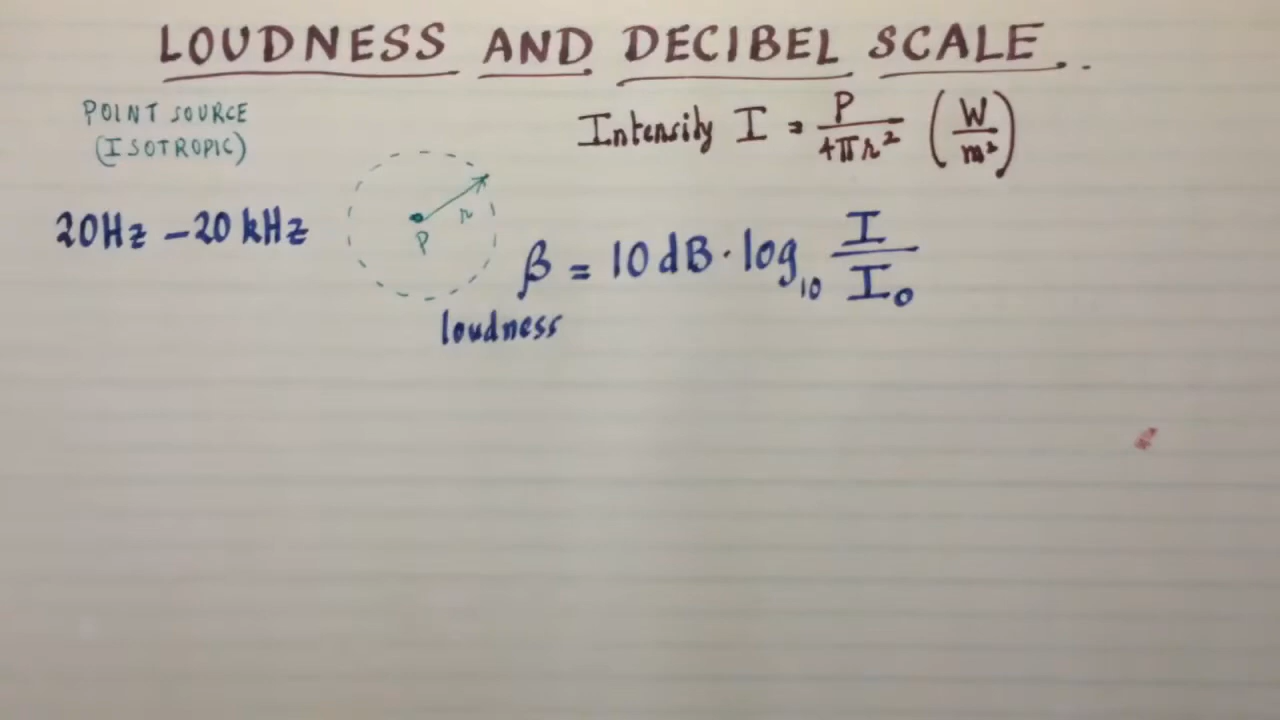 LOUDNESS AND DECIBEL SCALE..
POINT SOURCE
(ISOTROPIC)
Intensity I = P/4πr² (W/m²)
20Hz – 20 kHz
r
P
β = 10 dB · log₁₀ I/I₀
loudness